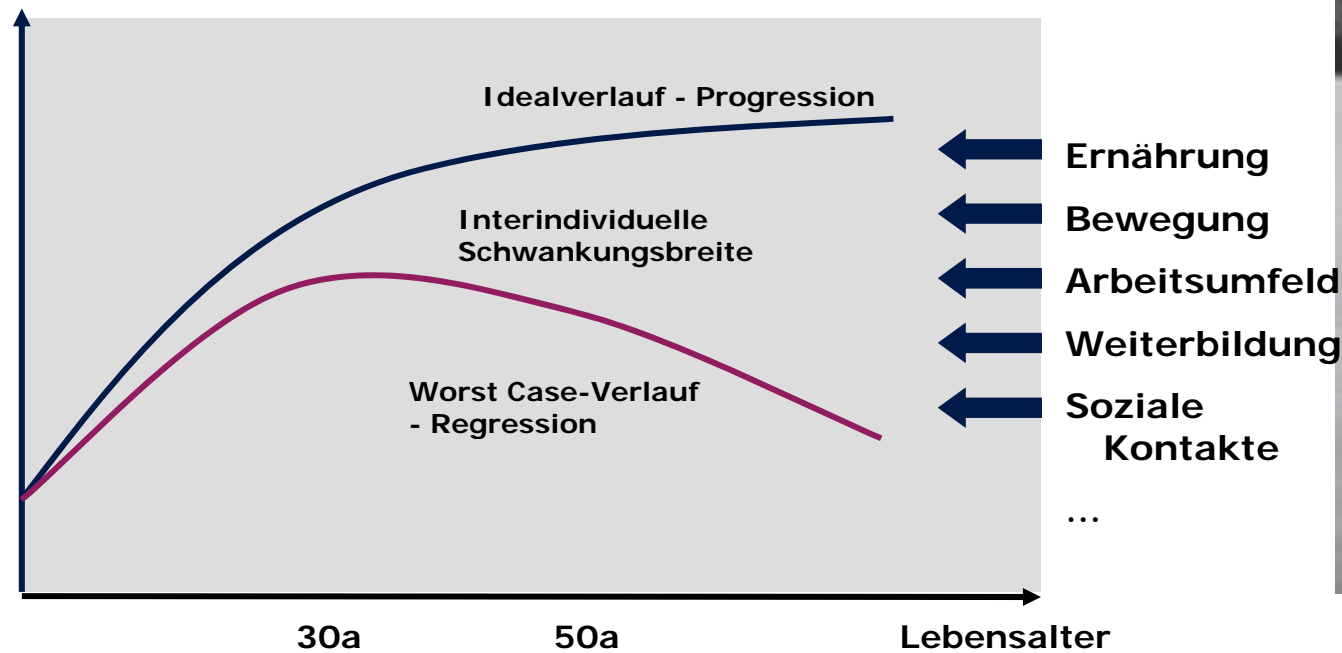 Idealverlauf - Progression
Interindividuelle
Schwankungsbreite
Worst Case-Verlauf
- Regression
Ernährung
Bewegung
Arbeitsumfeld
Weiterbildung
Soziale
Kontakte
...
30a 50a Lebensalter